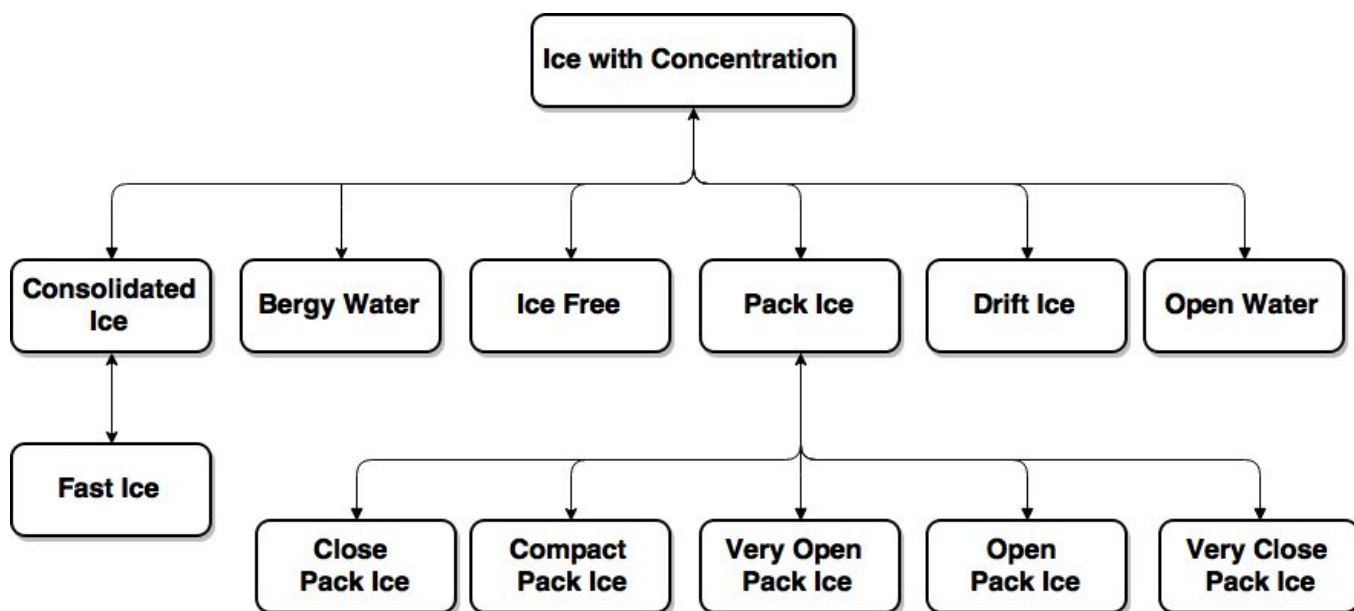 Ice with Concentration
Consolidated
Ice
Bergy Water
Ice Free
Pack Ice
Drift Ice
Open Water
Fast Ice
Close
Pack Ice
Compact
Pack Ice
Very Open
Pack Ice
Open
Pack Ice
Very Close
Pack Ice